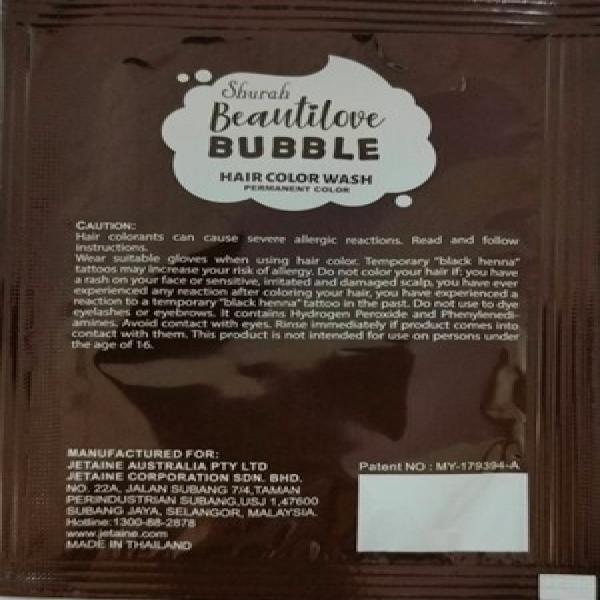 Shurah
Beautilove
BUBBLE
HAIR COLOR WASH
PERMANENT COLOR
CAUTION:
Hair colorants can cause severe allergic reactions. Read and follow
instructions.
Wear suitable gloves when using hair color. Temporary "black henna"
tattoos may increase your risk of allergy. Do not color your hair if: you have
a rash on your face or sensitive, irritated and damaged scalp, you have ever
experienced any reaction after coloring your hair, you have experienced a
reaction to a temporary "black henna" tattoo in the past. Do not use to dye
eyelashes or eyebrows. It contains Hydrogen Peroxide and Phenylenedi-
amines. Avoid contact with eyes. Rinse immediately if product comes into
contact with them. This product is not intended for use on persons under
the age of 16.
MANUFACTURED FOR:
JETAINE AUSTRALIA PTY LTD
JETAINE CORPORATION SDN. BHD.
NO. 22A, JALAN SUBANG 7/4,TAMAN
PERINDUSTRIAN SUBANG,USJ 1,47600
SUBANG JAYA, SELANGOR, MALAYSIA.
Hotline:1300-88-2878
www.jetaine.com
MADE IN THAILAND
Patent NO : MY-179394-A